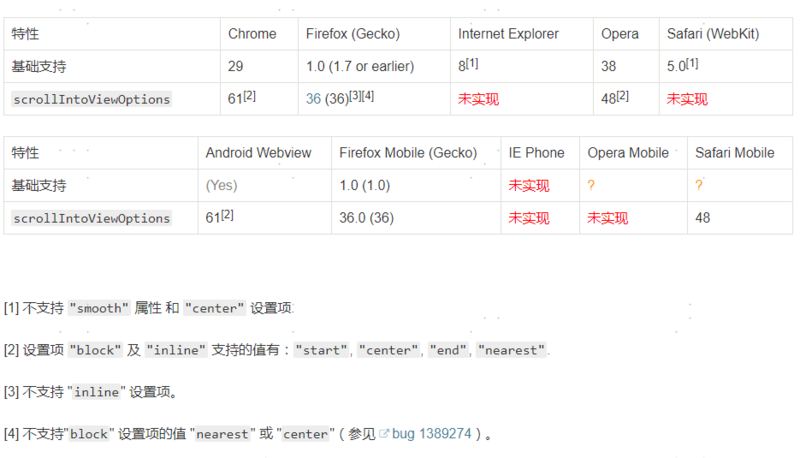 特性 Chrome Firefox (Gecko) Internet Explorer Opera Safari (WebKit)
基础支持 29 1.0 (1.7 or earlier) 8[1] 38 5.0[1]
scrollIntoViewOptions 61[2] 36 (36)[3][4] 未实现 48[2] 未实现
特性 Android Webview Firefox Mobile (Gecko) IE Phone Opera Mobile Safari Mobile
基础支持 (Yes) 1.0 (1.0) 未实现 ? ?
scrollIntoViewOptions 61[2] 36.0 (36) 未实现 未实现 48
[1] 不支持 "smooth" 属性 和 "center" 设置项.
[2] 设置项 "block" 及 "inline" 支持的值有："start", "center", "end", "nearest".
[3] 不支持 "inline" 设置项。
[4] 不支持"block" 设置项的值 "nearest" 或 "center"（参见 bug 1389274）。